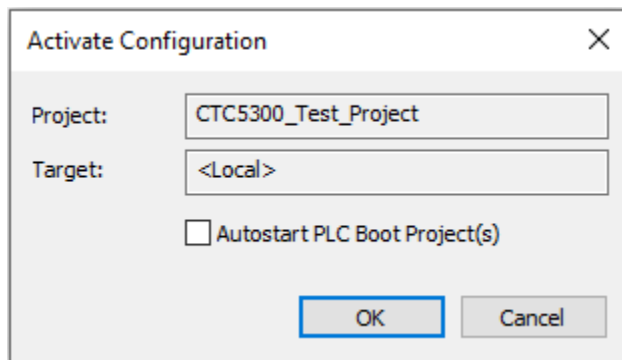 Activate Configuration
Project: CTC5300_Test_Project
Target: <Local>
Autostart PLC Boot Project(s)
OK Cancel